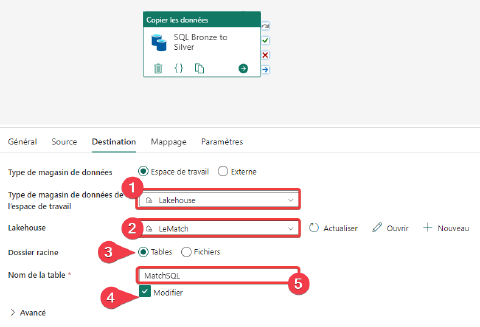 Copier les données
SQL Bronze to
Silver
Général Source Destination Mappage Paramètres
Type de magasin de données Espace de travail Externe
1
Type de magasin de données de
l'espace de travail
Lakehouse
Lakehouse 2 LeMatch Actualiser Ouvrir Nouveau
Dossier racine 3 Tables Fichiers
Nom de la table * MatchSQL 5
4 Modifier
Avancé